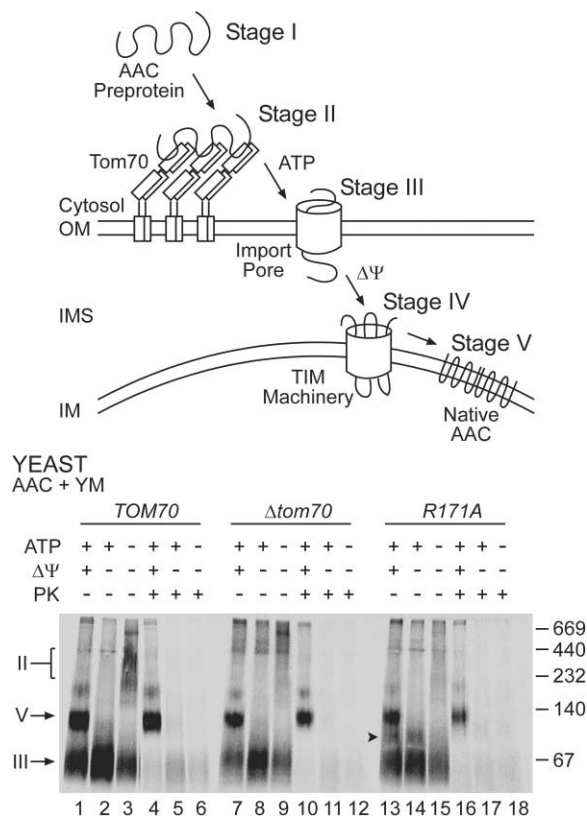 Stage I
AAC
Preprotein
Stage II
Tom70
ATP
Stage III
Cytosol
OM
Import
Pore
ΔΨ
Stage IV
IMS
Stage V
TIM
Machinery
Native
AAC
IM
YEAST
AAC + YM
TOM70 Δtom70 R171A
ATP + + - + + - + + - + + - + + - + + -
ΔΨ + - - + - - + - - + - - + - - + - -
PK - - - + + + - - - + + + - - - + + +
669
II 440
232
V 140
III 67
1 2 3 4 5 6 7 8 9 10 11 12 13 14 15 16 17 18